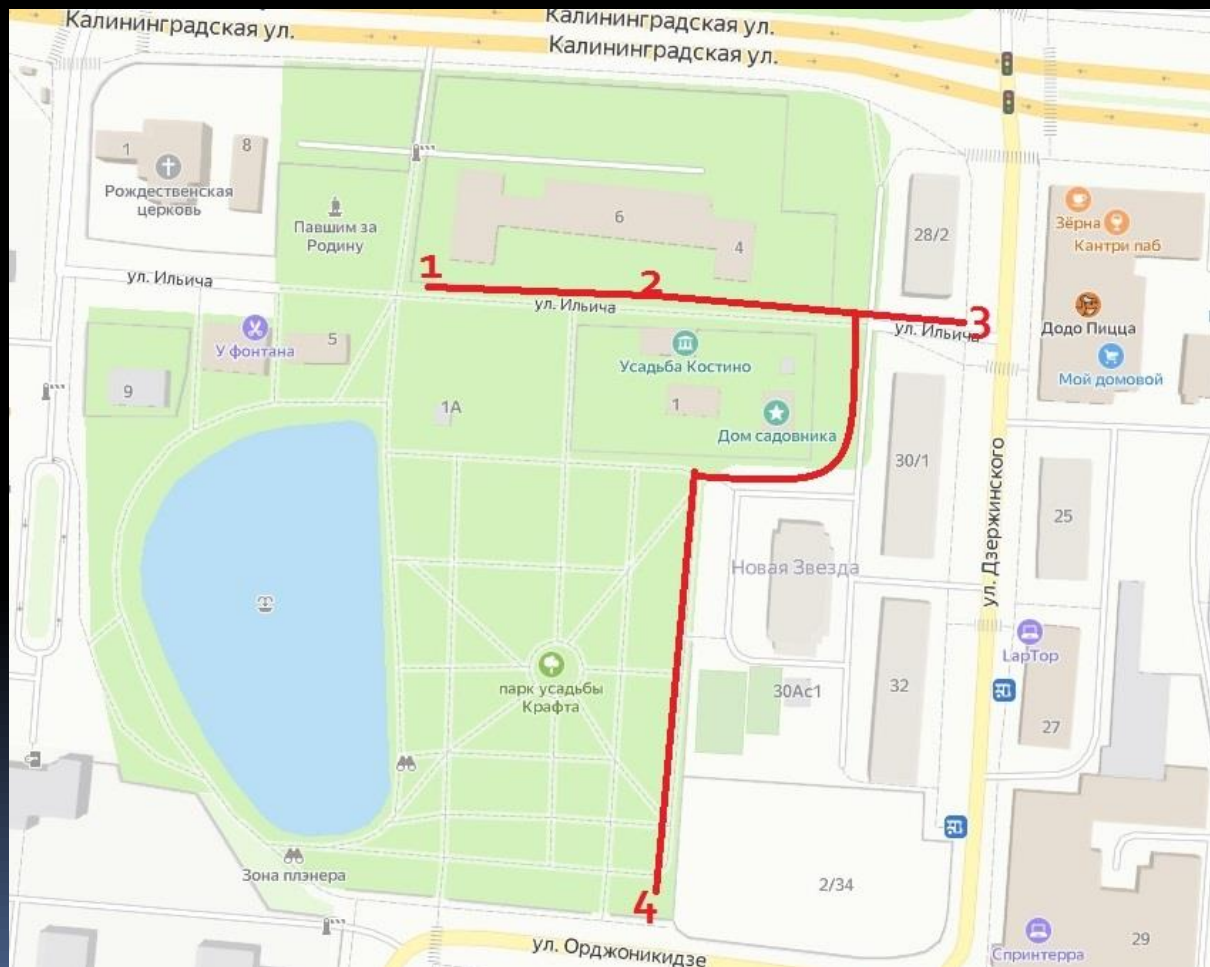 Калининградская ул.
Калининградская ул.
Калининградская ул.
1
8
Рождественская
церковь
Павшим за
Родину
6
4
28/2
Зёрна
Кантри паб
ул. Ильича
1
2
3
ул. Ильича
ул. Ильича
Додо Пицца
Мой домовой
У фонтана
5
9
1А
Усадьба Костино
1
Дом садовника
30/1
25
ул. Дзержинского
Новая Звезда
LapTop
парк усадьбы
Крафта
30Ас1
32
27
Зона плэнера
2/34
4
ул. Орджоникидзе
Спринтерра
29